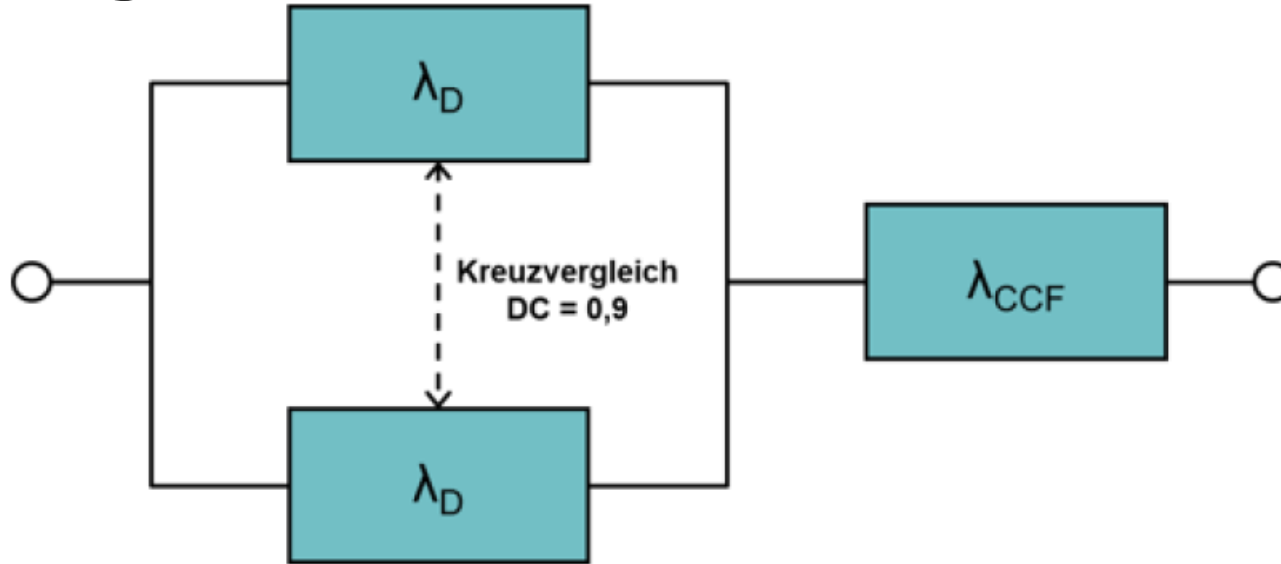 λD
Kreuzvergleich
DC = 0,9
λCCF
λD